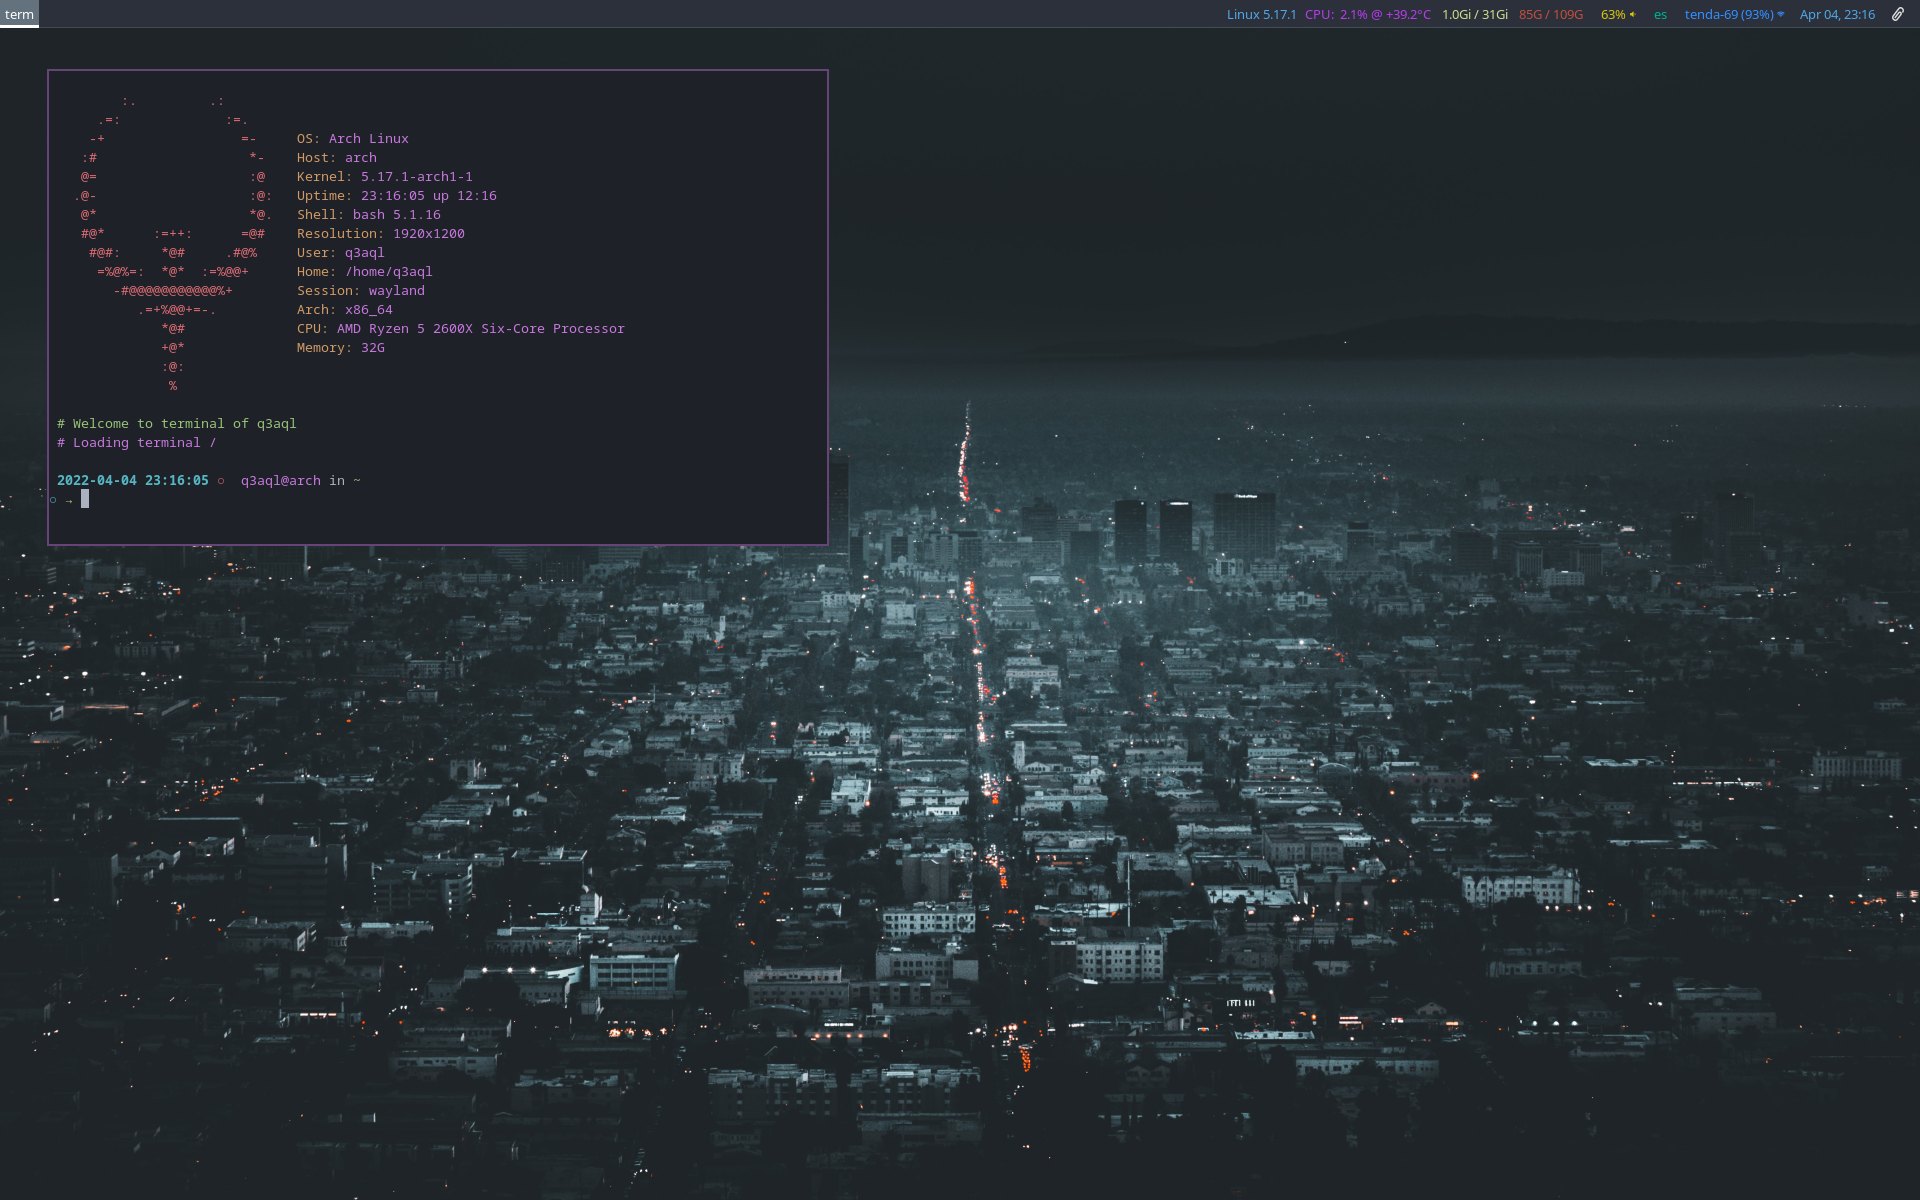 term
Linux 5.17.1 CPU: 2.1% @ +39.2°C 1.0Gi / 31Gi 85G / 109G 63% es tenda-69 (93%) Apr 04, 23:16
:.         .:
.=:             :=.
-+                 =-     OS: Arch Linux
:#                   *-    Host: arch
@=                   :@    Kernel: 5.17.1-arch1-1
.@-                   :@:   Uptime: 23:16:05 up 12:16
@*                   *@.   Shell: bash 5.1.16
#@*      :=++:      =@#    Resolution: 1920x1200
#@#:     *@#     .#@%     User: q3aql
=%@%=:  *@*  :=%@@+      Home: /home/q3aql
-#@@@@@@@@@@@%+        Session: wayland
.=+%@@+=-.          Arch: x86_64
*@#              CPU: AMD Ryzen 5 2600X Six-Core Processor
+@*              Memory: 32G
:@:
%
# Welcome to terminal of q3aql
# Loading terminal /
2022-04-04 23:16:05 ○  q3aql@arch in ~
○ →